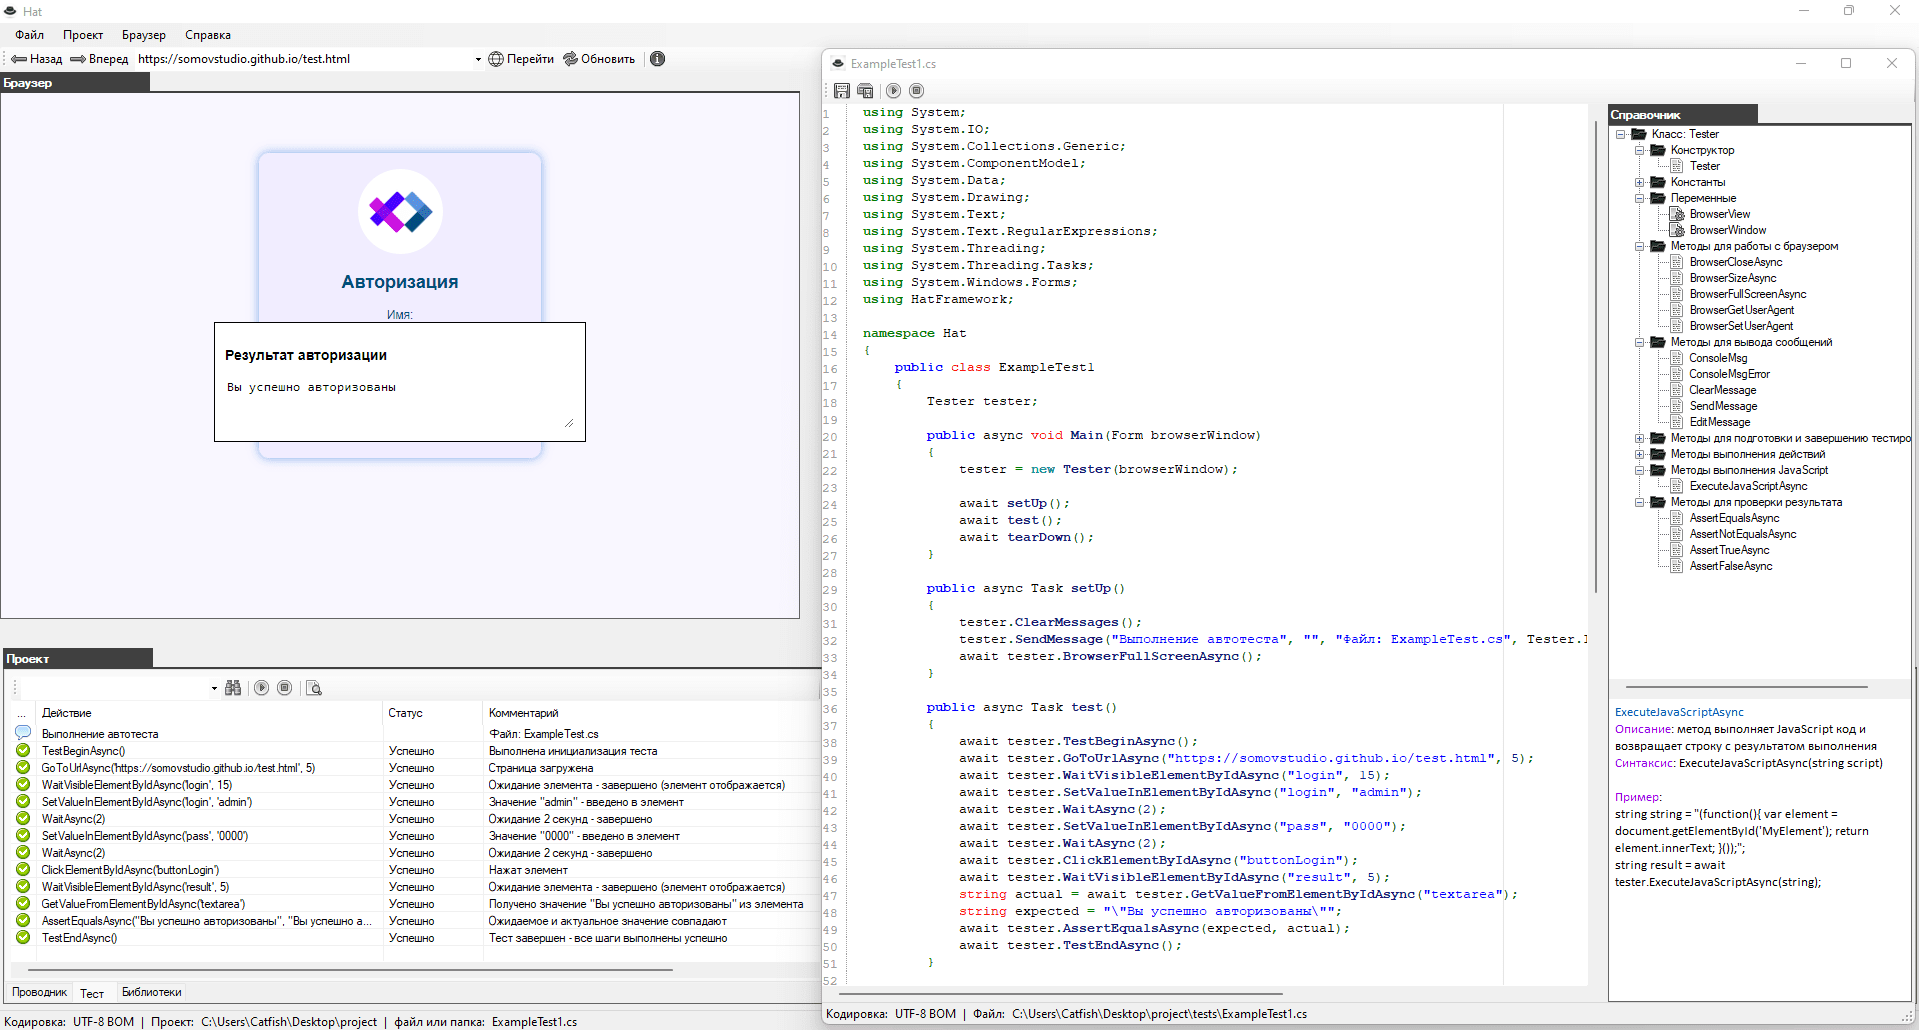 Hat
Файл Проект Браузер Справка
Назад Вперед https://somovstudio.github.io/test.html Перейти Обновить
Браузер
Авторизация
Имя:
Результат авторизации
Вы успешно авторизованы
Проект
... Действие Статус Комментарий
Выполнение автотеста Файл: ExampleTest.cs
TestBeginAsync() Успешно Выполнена инициализация теста
GoToUrlAsync('https://somovstudio.github.io/test.html', 5) Успешно Страница загружена
WaitVisibleElementByIdAsync('login', 15) Успешно Ожидание элемента - завершено (элемент отображается)
SetValueInElementByIdAsync('login', 'admin') Успешно Значение "admin" - введено в элемент
WaitAsync(2) Успешно Ожидание 2 секунд - завершено
SetValueInElementByIdAsync('pass', '0000') Успешно Значение "0000" - введено в элемент
WaitAsync(2) Успешно Ожидание 2 секунд - завершено
ClickElementByIdAsync('buttonLogin') Успешно Нажат элемент
WaitVisibleElementByIdAsync('result', 5) Успешно Ожидание элемента - завершено (элемент отображается)
GetValueFromElementByIdAsync('textarea') Успешно Получено значение "Вы успешно авторизованы" из элемента
AssertEqualsAsync("Вы успешно авторизованы", "Вы успешно а... Успешно Ожидаемое и актуальное значение совпадают
TestEndAsync() Успешно Тест завершен - все шаги выполнены успешно
Проводник Тест Библиотеки
Кодировка: UTF-8 BOM | Проект: C:\Users\Catfish\Desktop\project | файл или папка: ExampleTest1.cs
ExampleTest1.cs
1 using System;
2 using System.IO;
3 using System.Collections.Generic;
4 using System.ComponentModel;
5 using System.Data;
6 using System.Drawing;
7 using System.Text;
8 using System.Text.RegularExpressions;
9 using System.Threading;
10 using System.Threading.Tasks;
11 using System.Windows.Forms;
12 using HatFramework;
13
14 namespace Hat
15 {
16 public class ExampleTest1
17 {
18 Tester tester;
19
20 public async void Main(Form browserWindow)
21 {
22 tester = new Tester(browserWindow);
23
24 await setUp();
25 await test();
26 await tearDown();
27 }
28
29 public async Task setUp()
30 {
31 tester.ClearMessages();
32 tester.SendMessage("Выполнение автотеста", "", "Файл: ExampleTest.cs", Tester.
33 await tester.BrowserFullScreenAsync();
34 }
35
36 public async Task test()
37 {
38 await tester.TestBeginAsync();
39 await tester.GoToUrlAsync("https://somovstudio.github.io/test.html", 5);
40 await tester.WaitVisibleElementByIdAsync("login", 15);
41 await tester.SetValueInElementByIdAsync("login", "admin");
42 await tester.WaitAsync(2);
43 await tester.SetValueInElementByIdAsync("pass", "0000");
44 await tester.WaitAsync(2);
45 await tester.ClickElementByIdAsync("buttonLogin");
46 await tester.WaitVisibleElementByIdAsync("result", 5);
47 string actual = await tester.GetValueFromElementByIdAsync("textarea");
48 string expected = "\"Вы успешно авторизованы\"";
49 await tester.AssertEqualsAsync(expected, actual);
50 await tester.TestEndAsync();
51 }
52
Кодировка: UTF-8 BOM | Файл: C:\Users\Catfish\Desktop\project\tests\ExampleTest1.cs
Справочник
Класс: Tester
Конструктор
Tester
Константы
Переменные
BrowserView
BrowserWindow
Методы для работы с браузером
BrowserCloseAsync
BrowserSizeAsync
BrowserFullScreenAsync
BrowserGetUserAgent
BrowserSetUserAgent
Методы для вывода сообщений
ConsoleMsg
ConsoleMsgError
ClearMessage
SendMessage
EditMessage
Методы для подготовки и завершению тестиро
Методы выполнения действий
Методы выполнения JavaScript
ExecuteJavaScriptAsync
Методы для проверки результата
AssertEqualsAsync
AssertNotEqualsAsync
AssertTrueAsync
AssertFalseAsync
ExecuteJavaScriptAsync
Описание: метод выполняет JavaScript код и
возвращает строку с результатом выполнения
Синтаксис: ExecuteJavaScriptAsync(string script)
Пример:
string string = "(function(){ var element =
document.getElementById('MyElement'); return
element.innerText; }());";
string result = await
tester.ExecuteJavaScriptAsync(string);